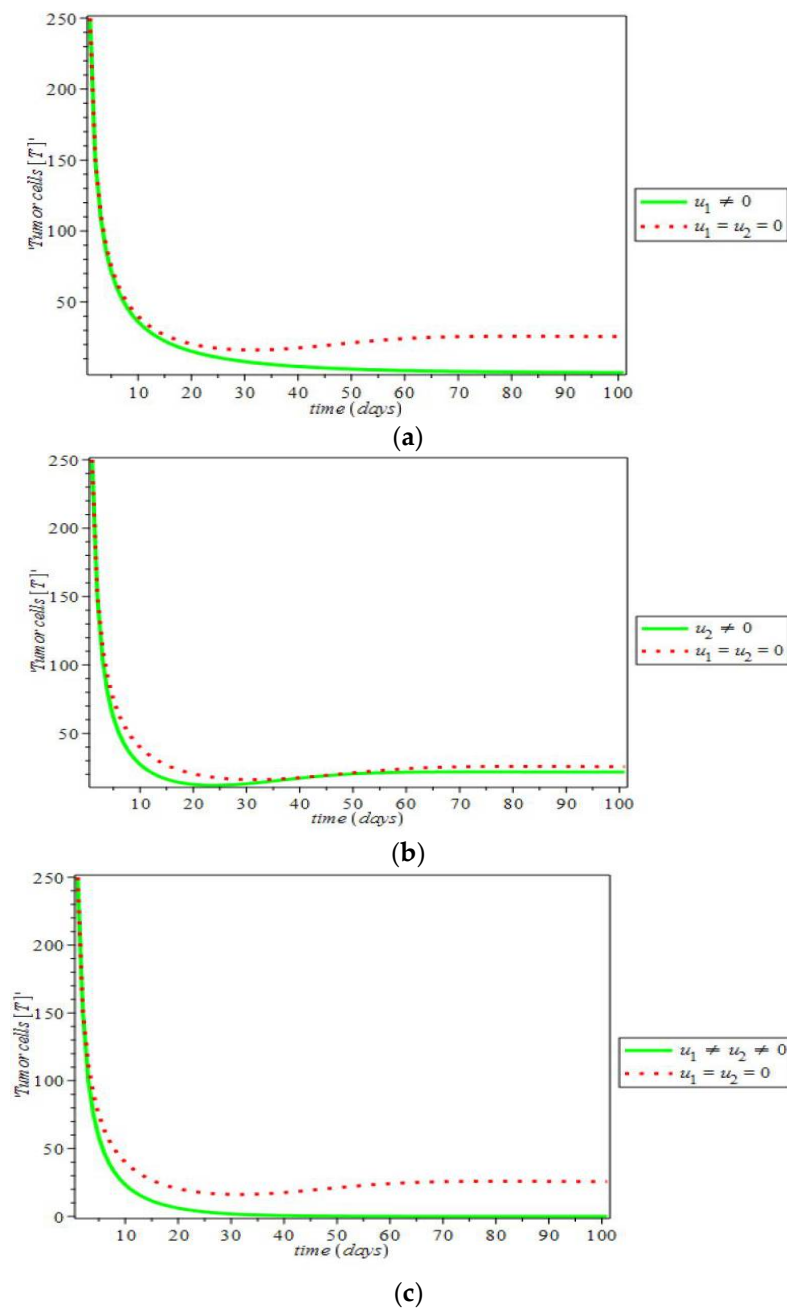 250
200
150
100
50
'Tumor cells [T]'
10 20 30 40 50 60 70 80 90 100
time (days)
u1 ≠ 0
u1 = u2 = 0
(a)
250
200
150
100
50
'Tumor cells [T]'
10 20 30 40 50 60 70 80 90 100
time (days)
u2 ≠ 0
u1 = u2 = 0
(b)
250
200
150
100
50
0
'Tumor cells [T]'
10 20 30 40 50 60 70 80 90 100
time (days)
u1 ≠ u2 ≠ 0
u1 = u2 = 0
(c)